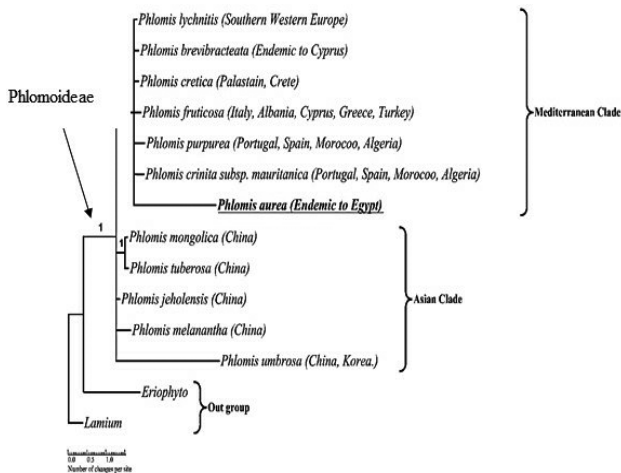 Phlomis lychnitis (Southern Western Europe)
Phlomis brevibracteata (Endemic to Cyprus)
Phlomis cretica (Palastain, Crete)
Phlomoideae
Phlomis fruticosa (Italy, Albania, Cyprus, Greece, Turkey)
Mediterranean Clade
Phlomis purpurea (Portugal, Spain, Morocoo, Algeria)
Phlomis crinita subsp. mauritanica (Portugal, Spain, Morocoo, Algeria)
Phlomis aurea (Endemic to Egypt)
1
1
Phlomis mongolica (China)
Phlomis tuberosa (China)
Phlomis jeholensis (China)
Asian Clade
Phlomis melanantha (China)
Phlomis umbrosa (China, Korea.)
Eriophyto
Out group
Lamium
0.0 0.5 1.0
Number of changes per site